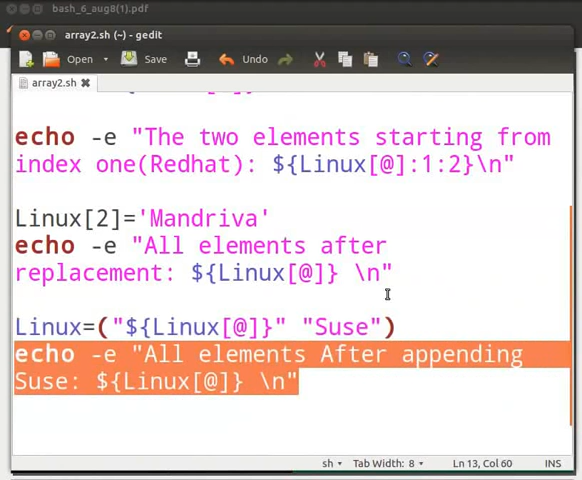 bash_6_aug8(1).pdf
array2.sh (~) - gedit
Open Save Undo
array2.sh
echo -e "The two elements starting from
index one(Redhat): ${Linux[@]:1:2}\n"
Linux[2]='Mandriva'
echo -e "All elements after
replacement: ${Linux[@]} \n"
Linux=("${Linux[@]}" "Suse")
echo -e "All elements After appending
Suse: ${Linux[@]} \n"
sh Tab Width: 8 Ln 13, Col 60 INS